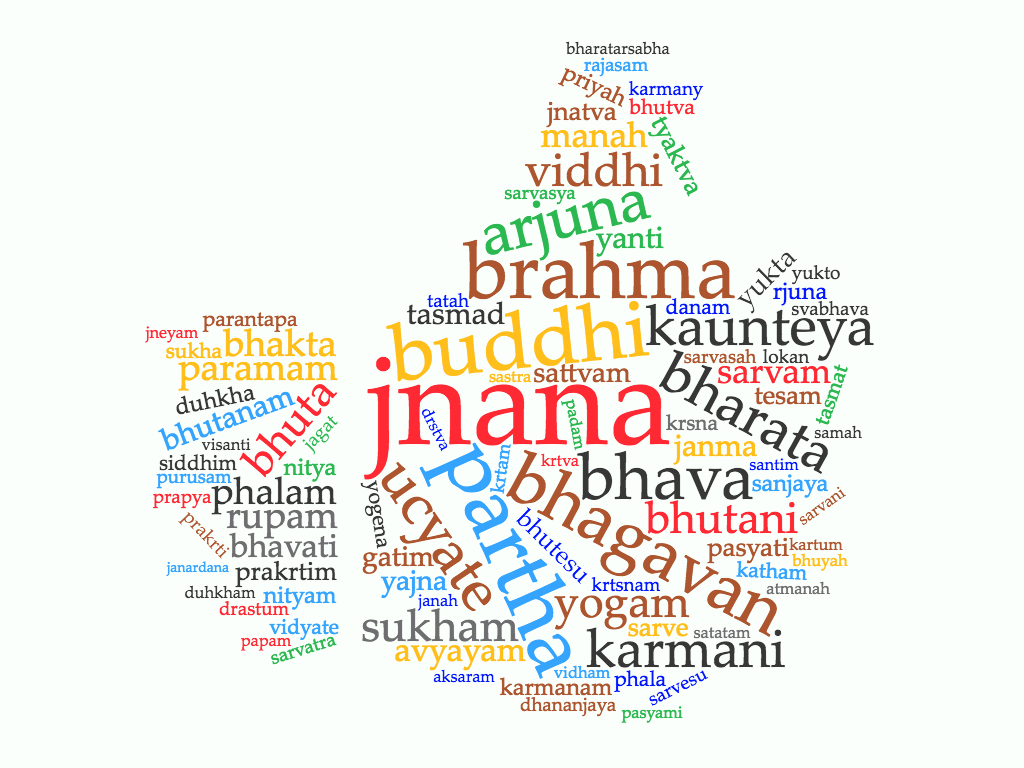 bharatarsabha
rajasam
priyah
karmany
jnatva
bhutva
manah
tyaktva
viddhi
sarvasya
arjuna
yanti
brahma
yukta
yukto
tatah
tasmad
danam
rjuna
svabhava
kaunteya
buddhi
parantapa
jneyam
sukha
bhakta
paramam
sastra
sattvam
sarvasah
lokan
sarvam
tesam
bharata
tasmat
jnana
duhkha
bhutanam
bhuta
jagat
visanti
drstva
padam
krsna
samah
janma
siddhim
nitya
purusam
prapya
phalam
krtam
krtva
bhava
santim
sanjaya
partha
bhagavan
ucyate
yogena
rupam
prakrti
bhavati
bhutesu
bhutani
sarvani
pasyati
kartum
bhuyah
gatim
janardana
prakrtim
katham
atmanah
yajna
krtsnam
duhkham
nityam
janah
yogam
drastum
vidyate
sukham
sarve
satatam
papam
sarvatra
avyayam
karmani
aksaram
vidham
phala
sarvesu
karmanam
dhananjaya
pasyami